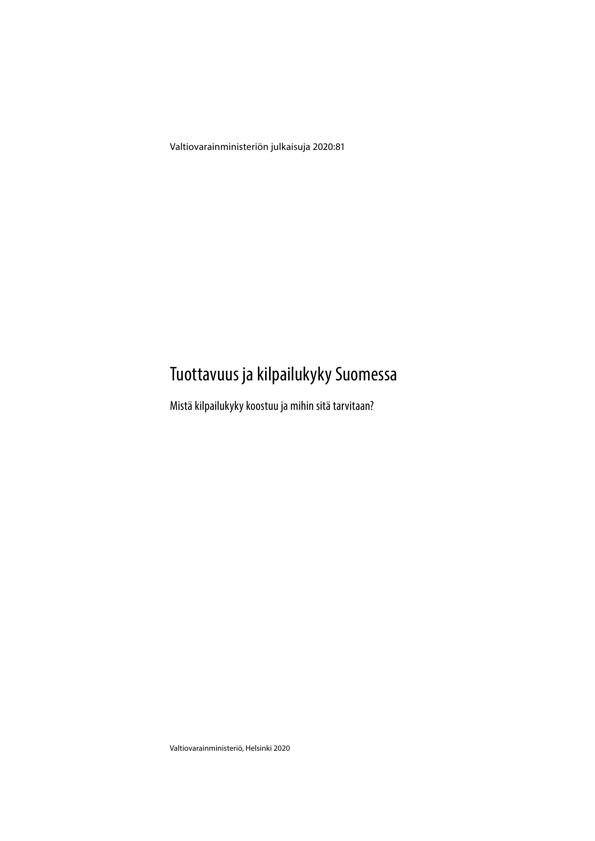 Valtiovarainministeriön julkaisuja 2020:81
Tuottavuus ja kilpailukyky Suomessa
Mistä kilpailukyky koostuu ja mihin sitä tarvitaan?
Valtiovarainministeriö, Helsinki 2020